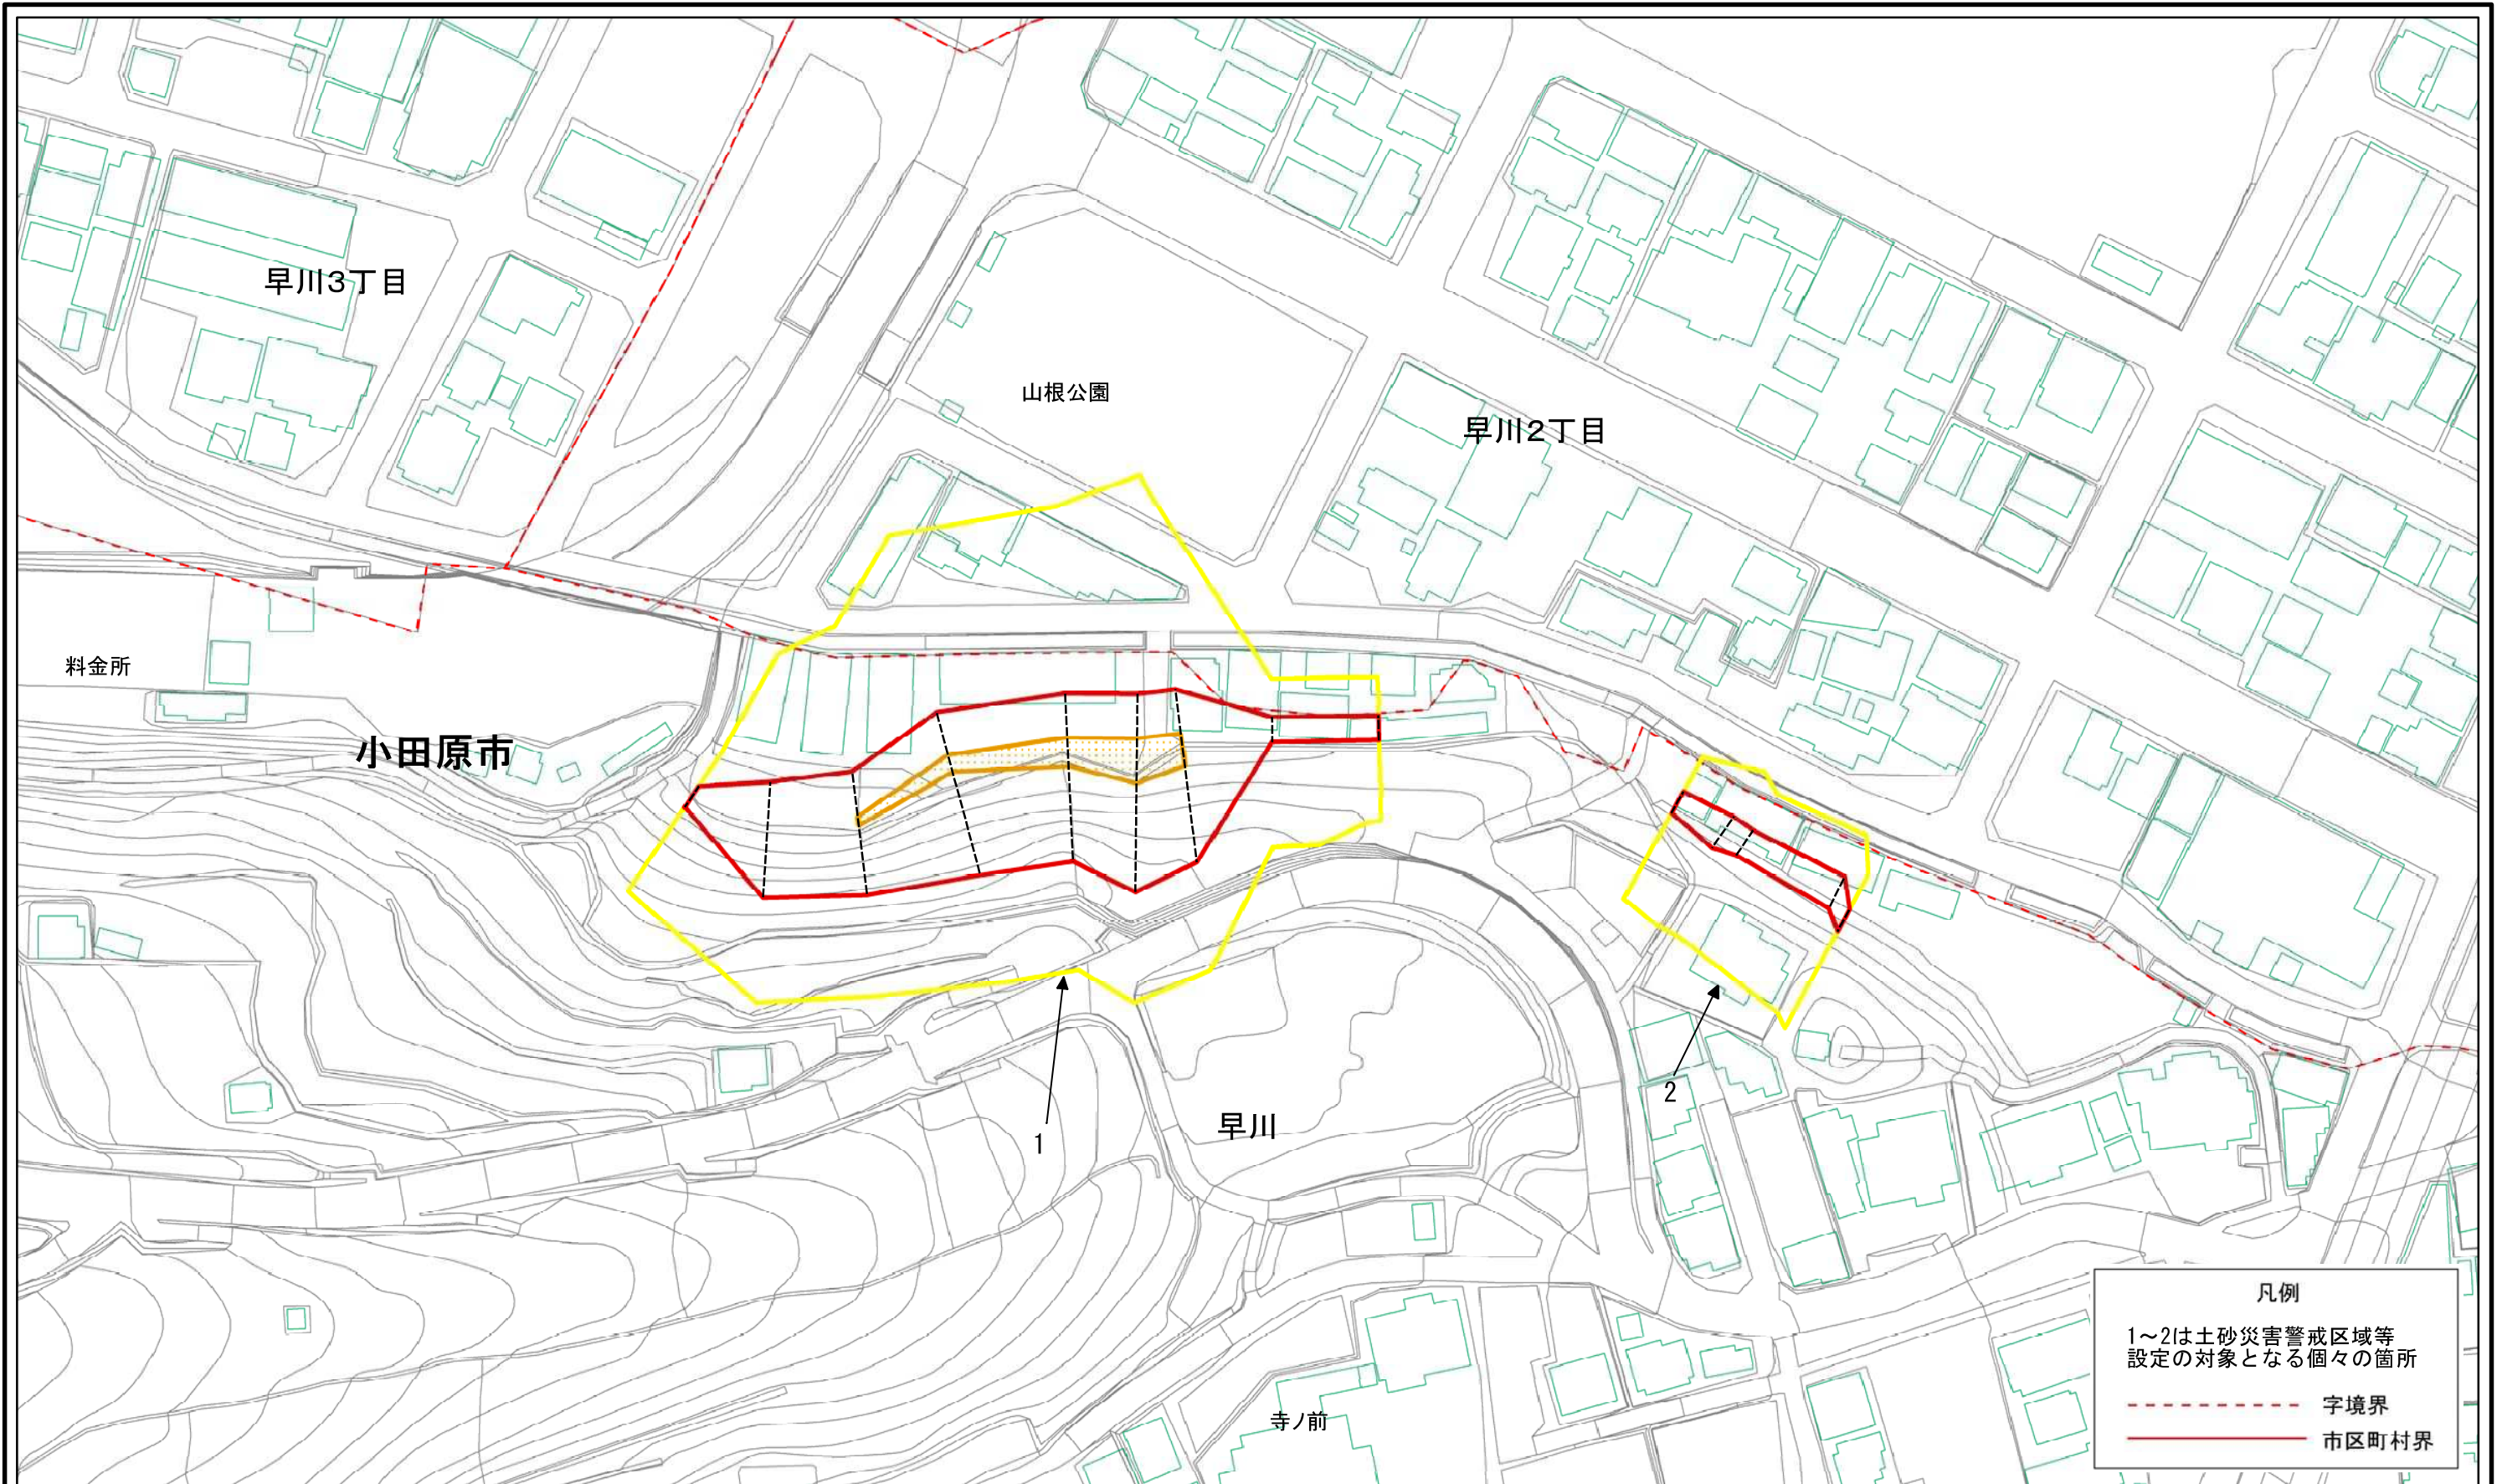 早川3丁目
山根公園
早川2丁目
料金所
小田原市
2
早川
1
寺ノ前
凡例
1～2は土砂災害警戒区域等
設定の対象となる個々の箇所
字境界
市区町村界